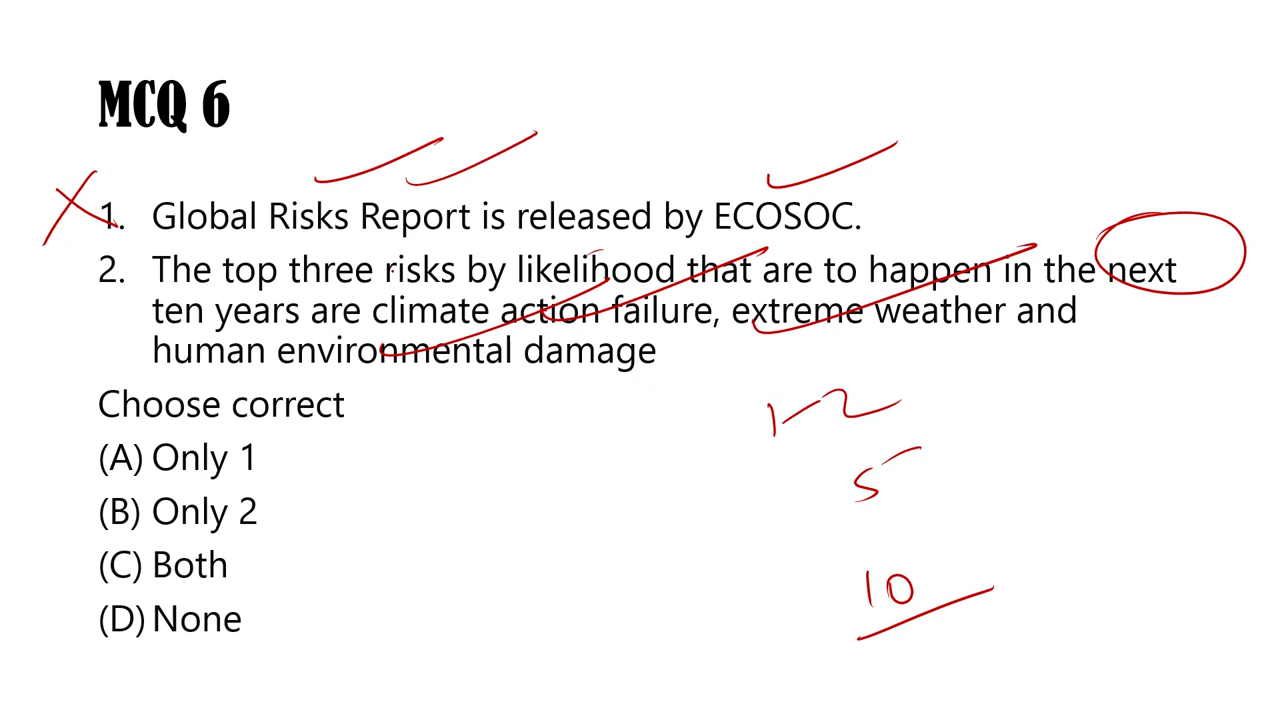 MCQ 6
1. Global Risks Report is released by ECOSOC.
2. The top three risks by likelihood that are to happen in the next
ten years are climate action failure, extreme weather and
human environmental damage
Choose correct
1-2
(A) Only 1
5
(B) Only 2
(C) Both
10
(D) None